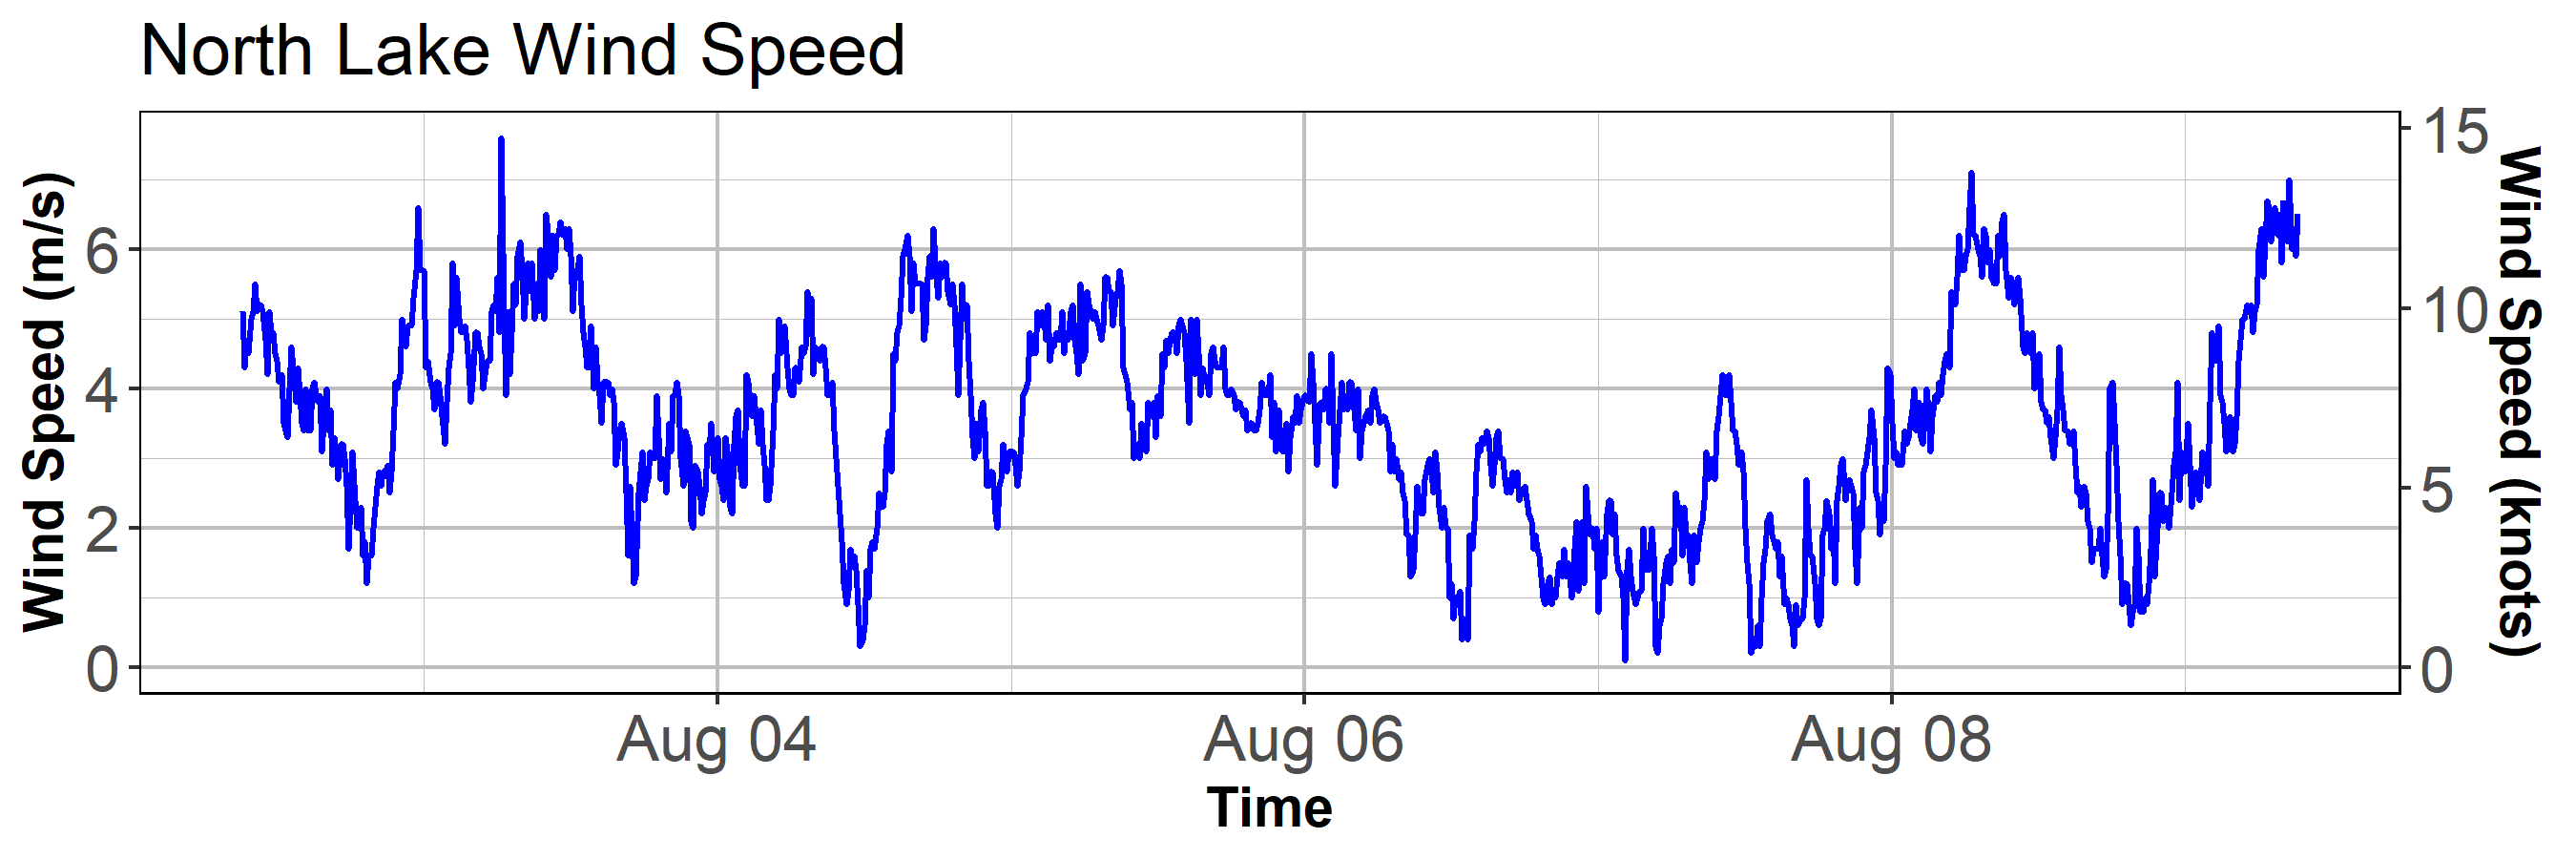 North Lake Wind Speed
Wind Speed (m/s)
6
4
2
0
15
10
5
0
Wind Speed (knots)
Aug 04
Aug 06
Aug 08
Time